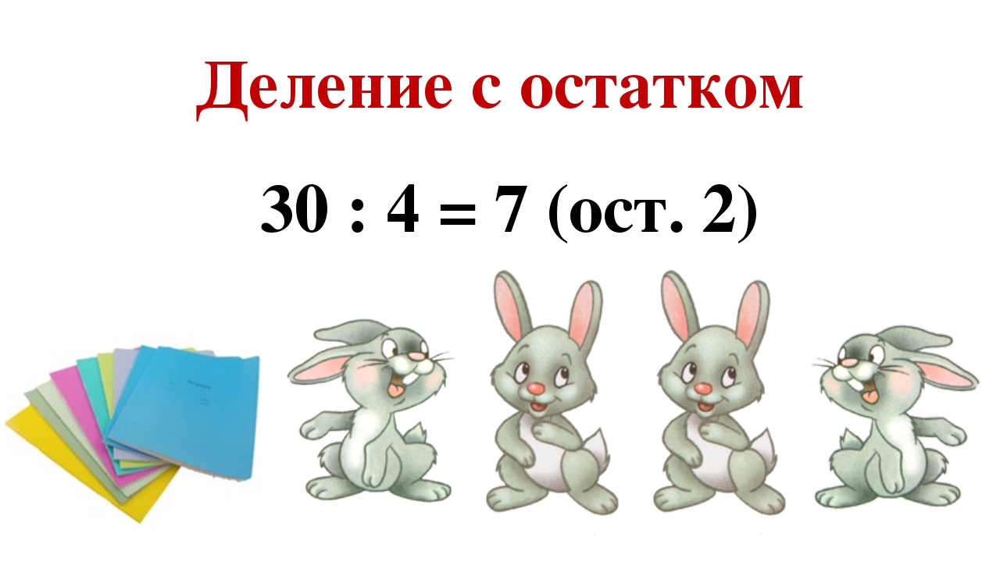 Деление с остатком
30 : 4 = 7 (ост. 2)